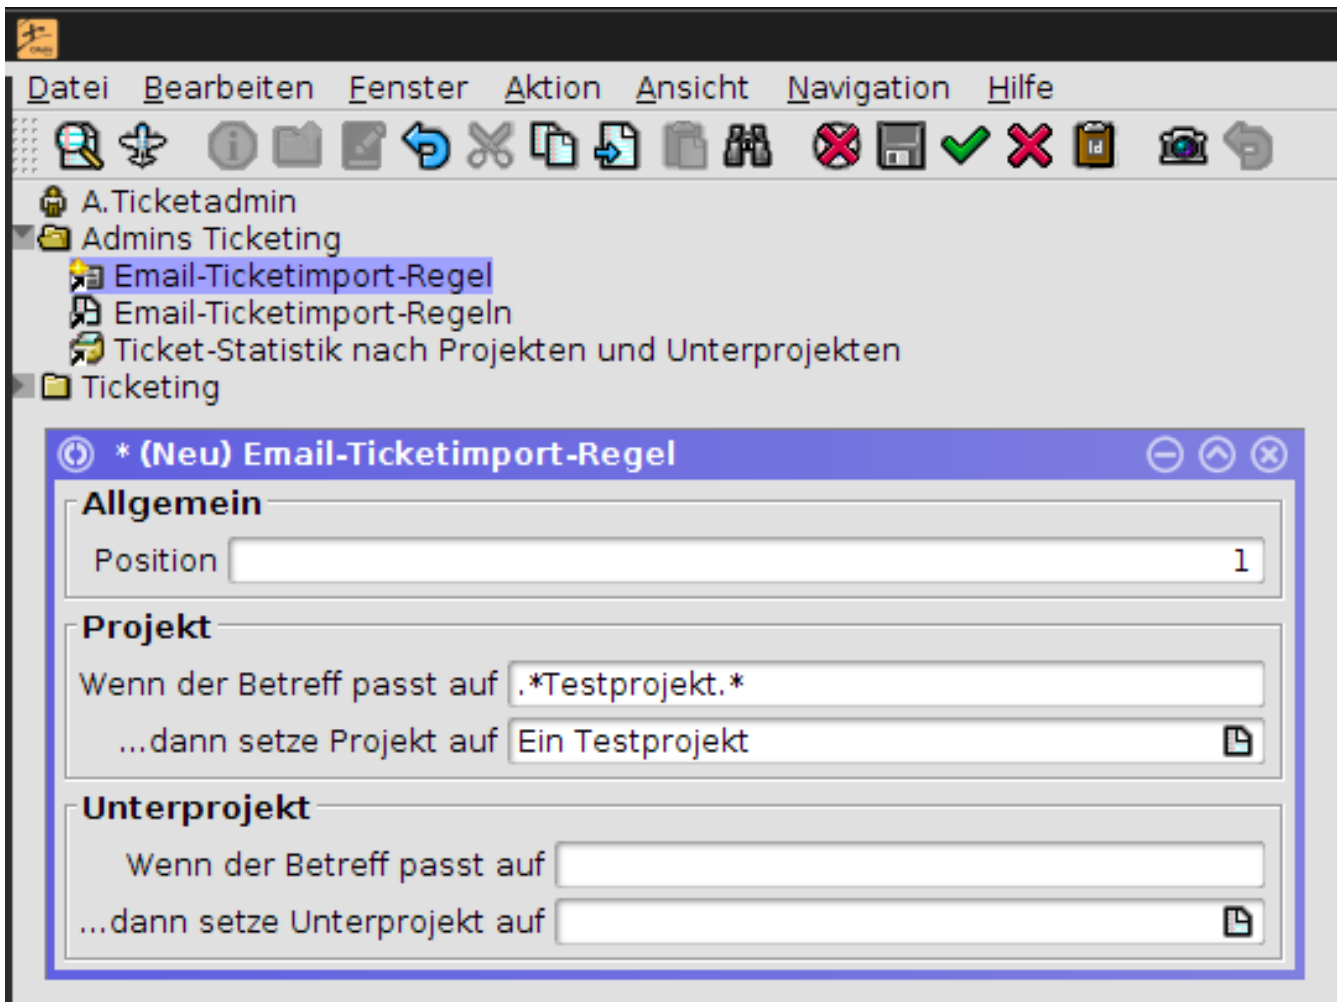 Datei Bearbeiten Fenster Aktion Ansicht Navigation Hilfe
A.Ticketadmin
Admins Ticketing
Email-Ticketimport-Regel
Email-Ticketimport-Regeln
Ticket-Statistik nach Projekten und Unterprojekten
Ticketing
* (Neu) Email-Ticketimport-Regel
Allgemein
Position 1
Projekt
Wenn der Betreff passt auf .*Testprojekt.*
...dann setze Projekt auf Ein Testprojekt
Unterprojekt
Wenn der Betreff passt auf
...dann setze Unterprojekt auf